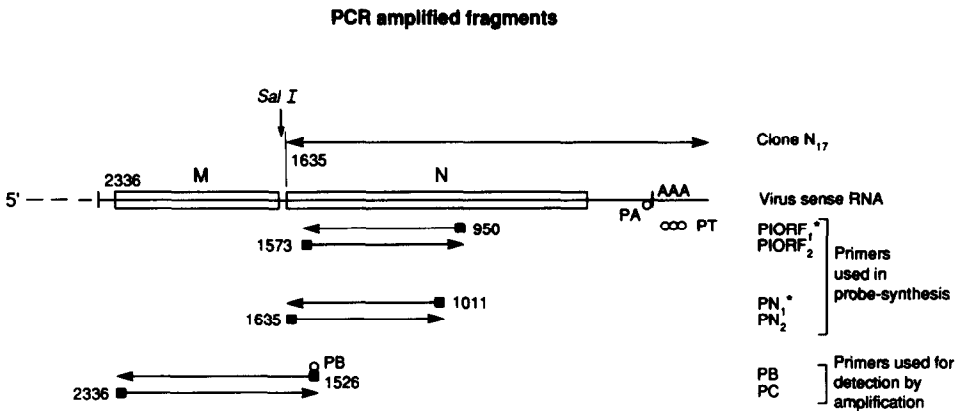 PCR amplified fragments
Sal I
Clone N17
1635
2336 M N
5' AAA Virus sense RNA
PA
PT
950 PIORF1*
1573 PIORF2
Primers
used in
probe-synthesis
1011 PN1*
1635 PN2
PB
1526
2336
PB
PC
Primers used for
detection by
amplification